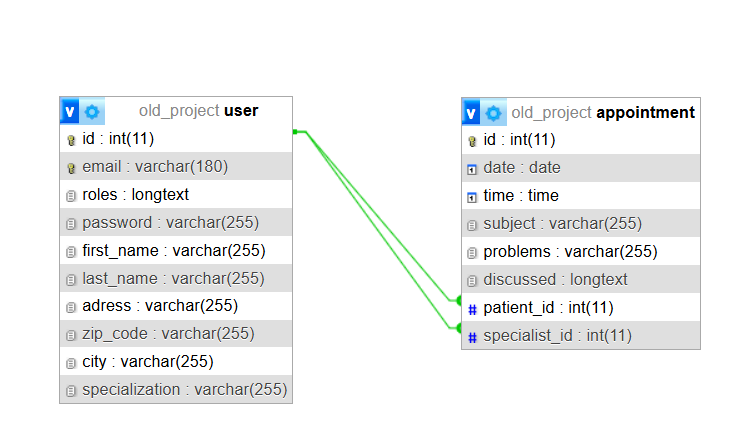 v old_project user
id : int(11)
email : varchar(180)
roles : longtext
password : varchar(255)
first_name : varchar(255)
last_name : varchar(255)
adress : varchar(255)
zip_code : varchar(255)
city : varchar(255)
specialization : varchar(255)
v old_project appointment
id : int(11)
date : date
time : time
subject : varchar(255)
problems : varchar(255)
discussed : longtext
# patient_id : int(11)
# specialist_id : int(11)